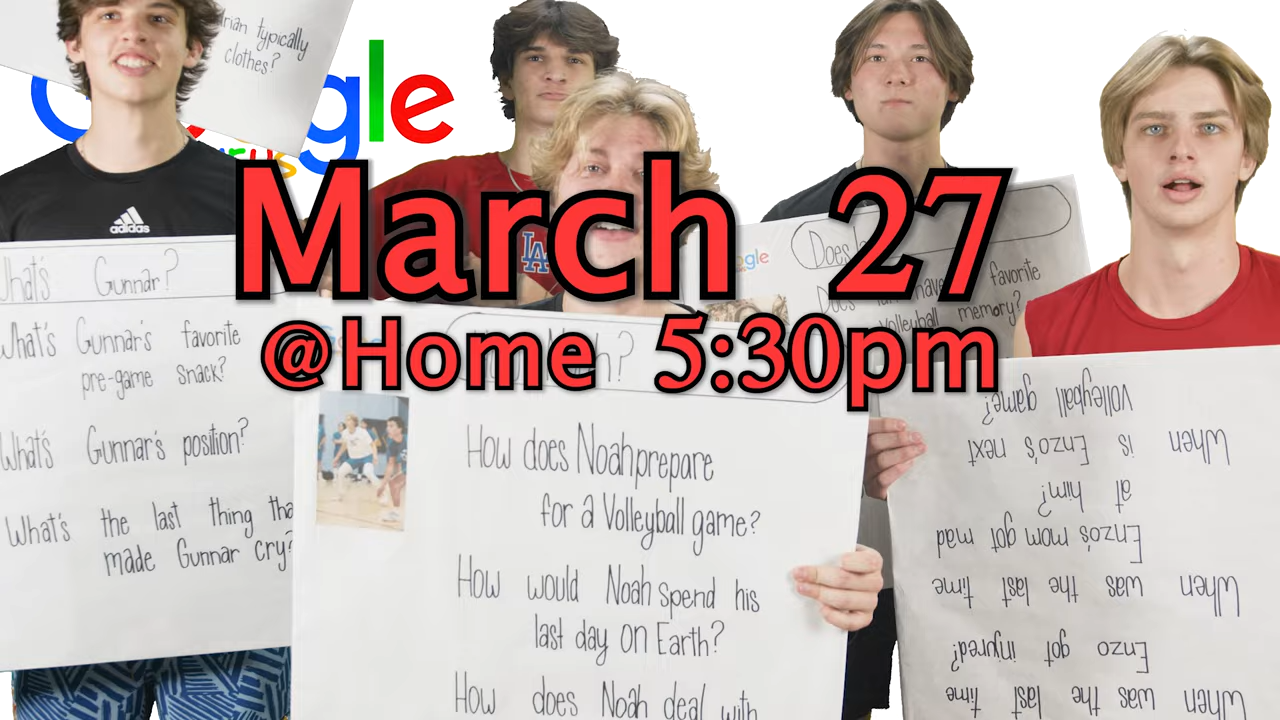 rian typically
clothes?
gle
adidas
March 27
@Home 5:30pm
LA
gle
What's Gunnar?
What's Gunnar's favorite
pre-game snack?
What's Gunnar's position?
What's the last thing tha
made Gunnar cry?
How does Noah prepare
for a Volleyball game?
How would Noah spend his
last day on Earth?
How does Noah deal with
Does
favorite
volleyball memory?
When was the last time
Enzo got injured?
When was the last time
Enzo's mom got mad
at him?
When is Enzo's next
volleyball game?